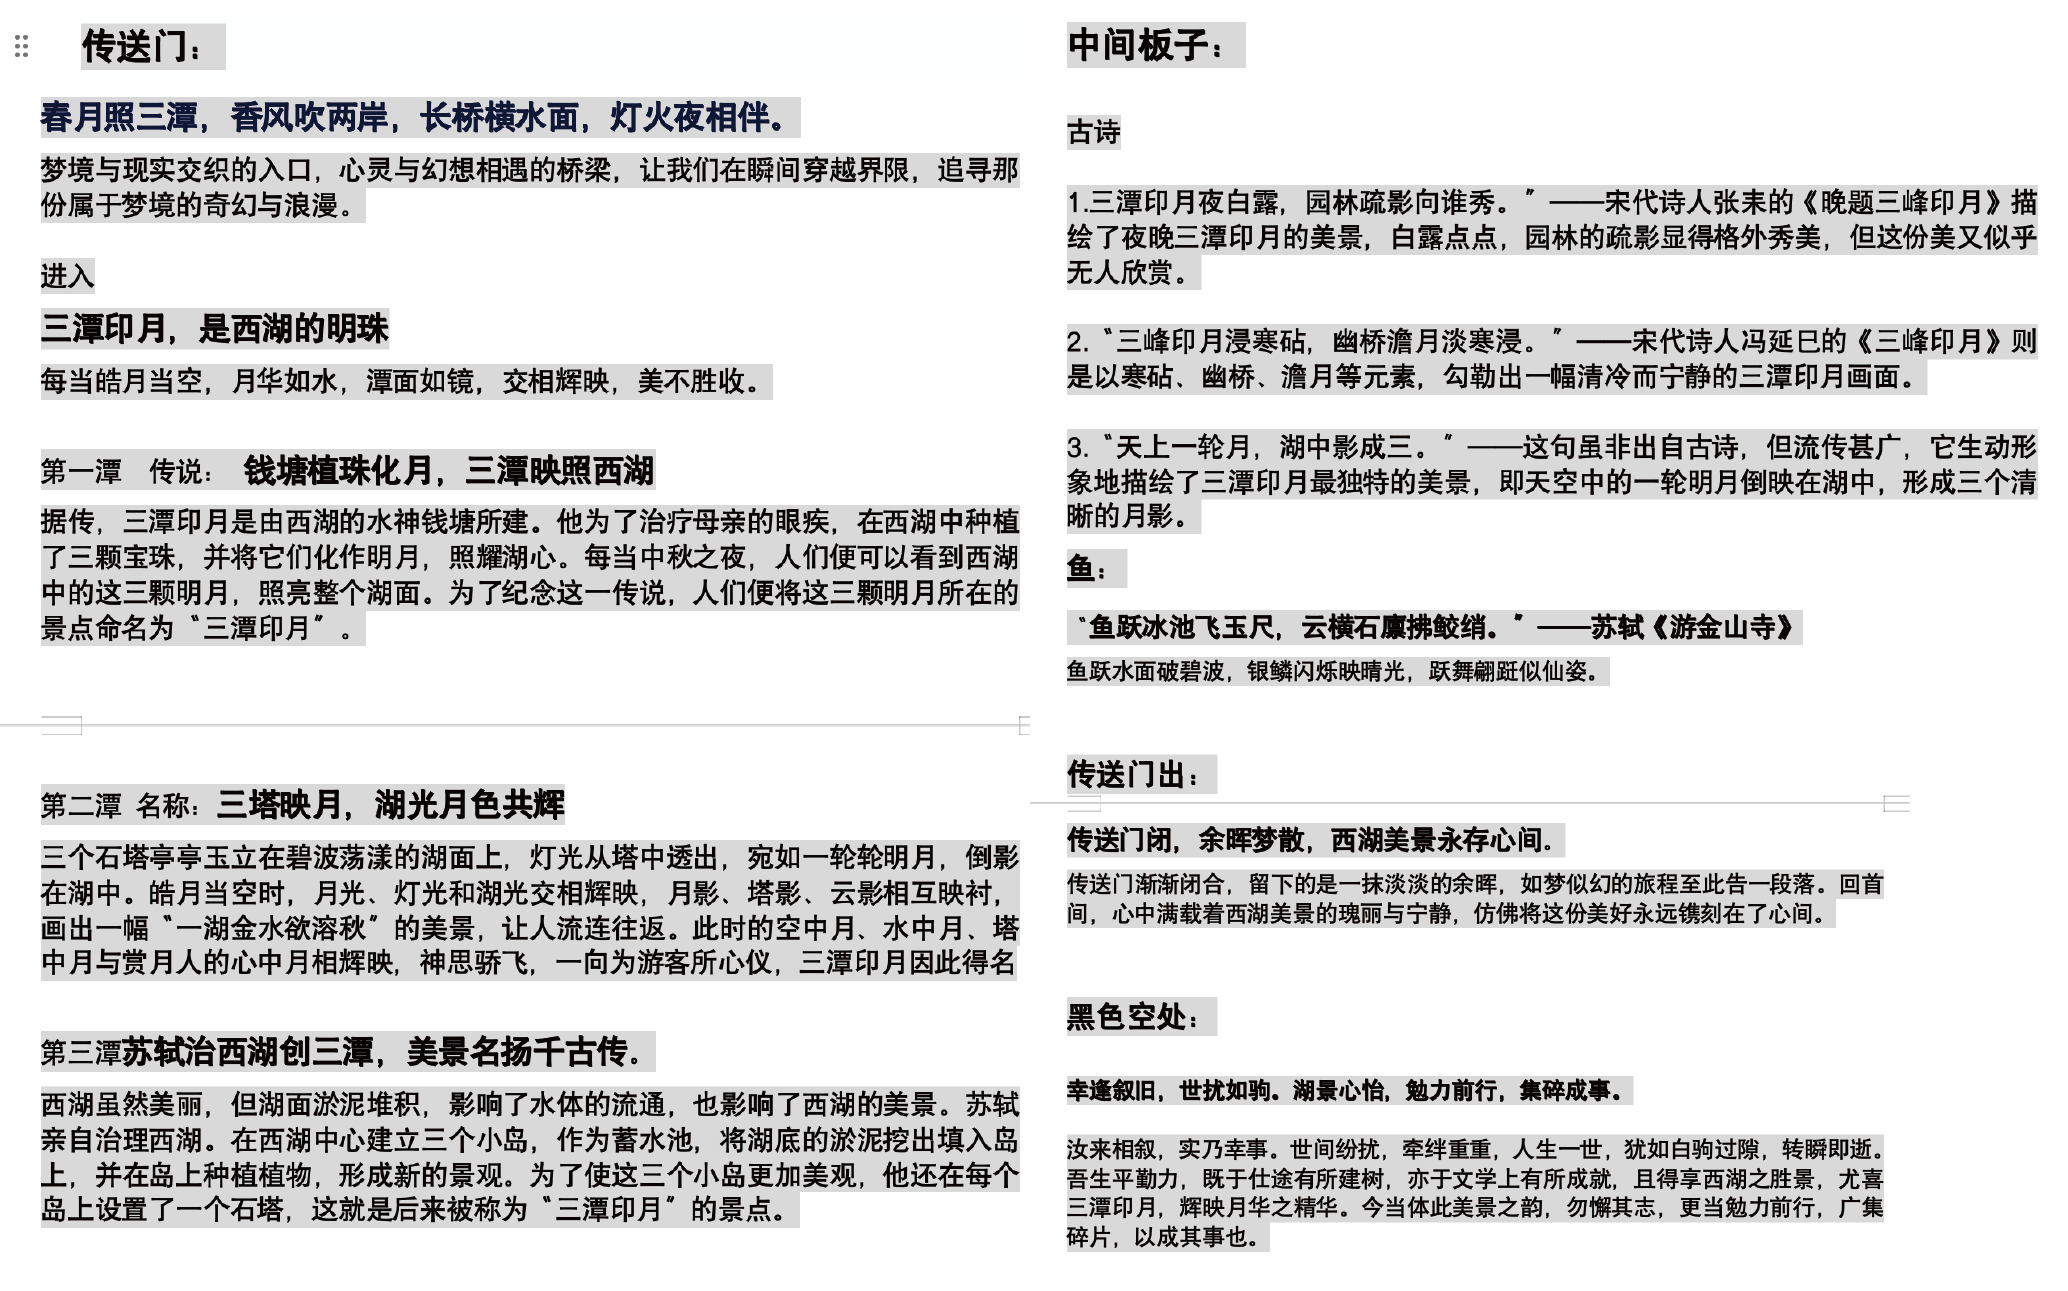 传送门：
春月照三潭，香风吹两岸，长桥横水面，灯火夜相伴。
梦境与现实交织的入口，心灵与幻想相遇的桥梁，让我们在瞬间穿越界限，追寻那
份属于梦境的奇幻与浪漫。
进入
三潭印月，是西湖的明珠
每当皓月当空，月华如水，潭面如镜，交相辉映，美不胜收。
第一潭　传说：　钱塘植珠化月，三潭映照西湖
据传，三潭印月是由西湖的水神钱塘所建。他为了治疗母亲的眼疾，在西湖中种植
了三颗宝珠，并将它们化作明月，照耀湖心。每当中秋之夜，人们便可以看到西湖
中的这三颗明月，照亮整个湖面。为了纪念这一传说，人们便将这三颗明月所在的
景点命名为〝三潭印月〞。
第二潭 名称：三塔映月，湖光月色共辉
三个石塔亭亭玉立在碧波荡漾的湖面上，灯光从塔中透出，宛如一轮轮明月，倒影
在湖中。皓月当空时，月光、灯光和湖光交相辉映，月影、塔影、云影相互映衬，
画出一幅〝一湖金水欲溶秋〞的美景，让人流连往返。此时的空中月、水中月、塔
中月与赏月人的心中月相辉映，神思骄飞，一向为游客所心仪，三潭印月因此得名
第三潭苏轼治西湖创三潭，美景名扬千古传。
西湖虽然美丽，但湖面淤泥堆积，影响了水体的流通，也影响了西湖的美景。苏轼
亲自治理西湖。在西湖中心建立三个小岛，作为蓄水池，将湖底的淤泥挖出填入岛
上，并在岛上种植植物，形成新的景观。为了使这三个小岛更加美观，他还在每个
岛上设置了一个石塔，这就是后来被称为〝三潭印月〞的景点。
中间板子：
古诗
1.三潭印月夜白露，园林疏影向谁秀。〞——宋代诗人张耒的《晚题三峰印月》描
绘了夜晚三潭印月的美景，白露点点，园林的疏影显得格外秀美，但这份美又似乎
无人欣赏。
2.〝三峰印月浸寒砧，幽桥澹月淡寒浸。〞——宋代诗人冯延巳的《三峰印月》则
是以寒砧、幽桥、澹月等元素，勾勒出一幅清冷而宁静的三潭印月画面。
3.〝天上一轮月，湖中影成三。〞——这句虽非出自古诗，但流传甚广，它生动形
象地描绘了三潭印月最独特的美景，即天空中的一轮明月倒映在湖中，形成三个清
晰的月影。
鱼：
〝鱼跃冰池飞玉尺，云横石廪拂鲛绡。〞——苏轼《游金山寺》
鱼跃水面破碧波，银鳞闪烁映晴光，跃舞翩跹似仙姿。
传送门出：
传送门闭，余晖梦散，西湖美景永存心间。
传送门渐渐闭合，留下的是一抹淡淡的余晖，如梦似幻的旅程至此告一段落。回首
间，心中满载着西湖美景的瑰丽与宁静，仿佛将这份美好永远镌刻在了心间。
黑色空处：
幸逢叙旧，世扰如驹。湖景心怡，勉力前行，集碎成事。
汝来相叙，实乃幸事。世间纷扰，牵绊重重，人生一世，犹如白驹过隙，转瞬即逝。
吾生平勤力，既于仕途有所建树，亦于文学上有所成就，且得享西湖之胜景，尤喜
三潭印月，辉映月华之精华。今当体此美景之韵，勿懈其志，更当勉力前行，广集
碎片，以成其事也。